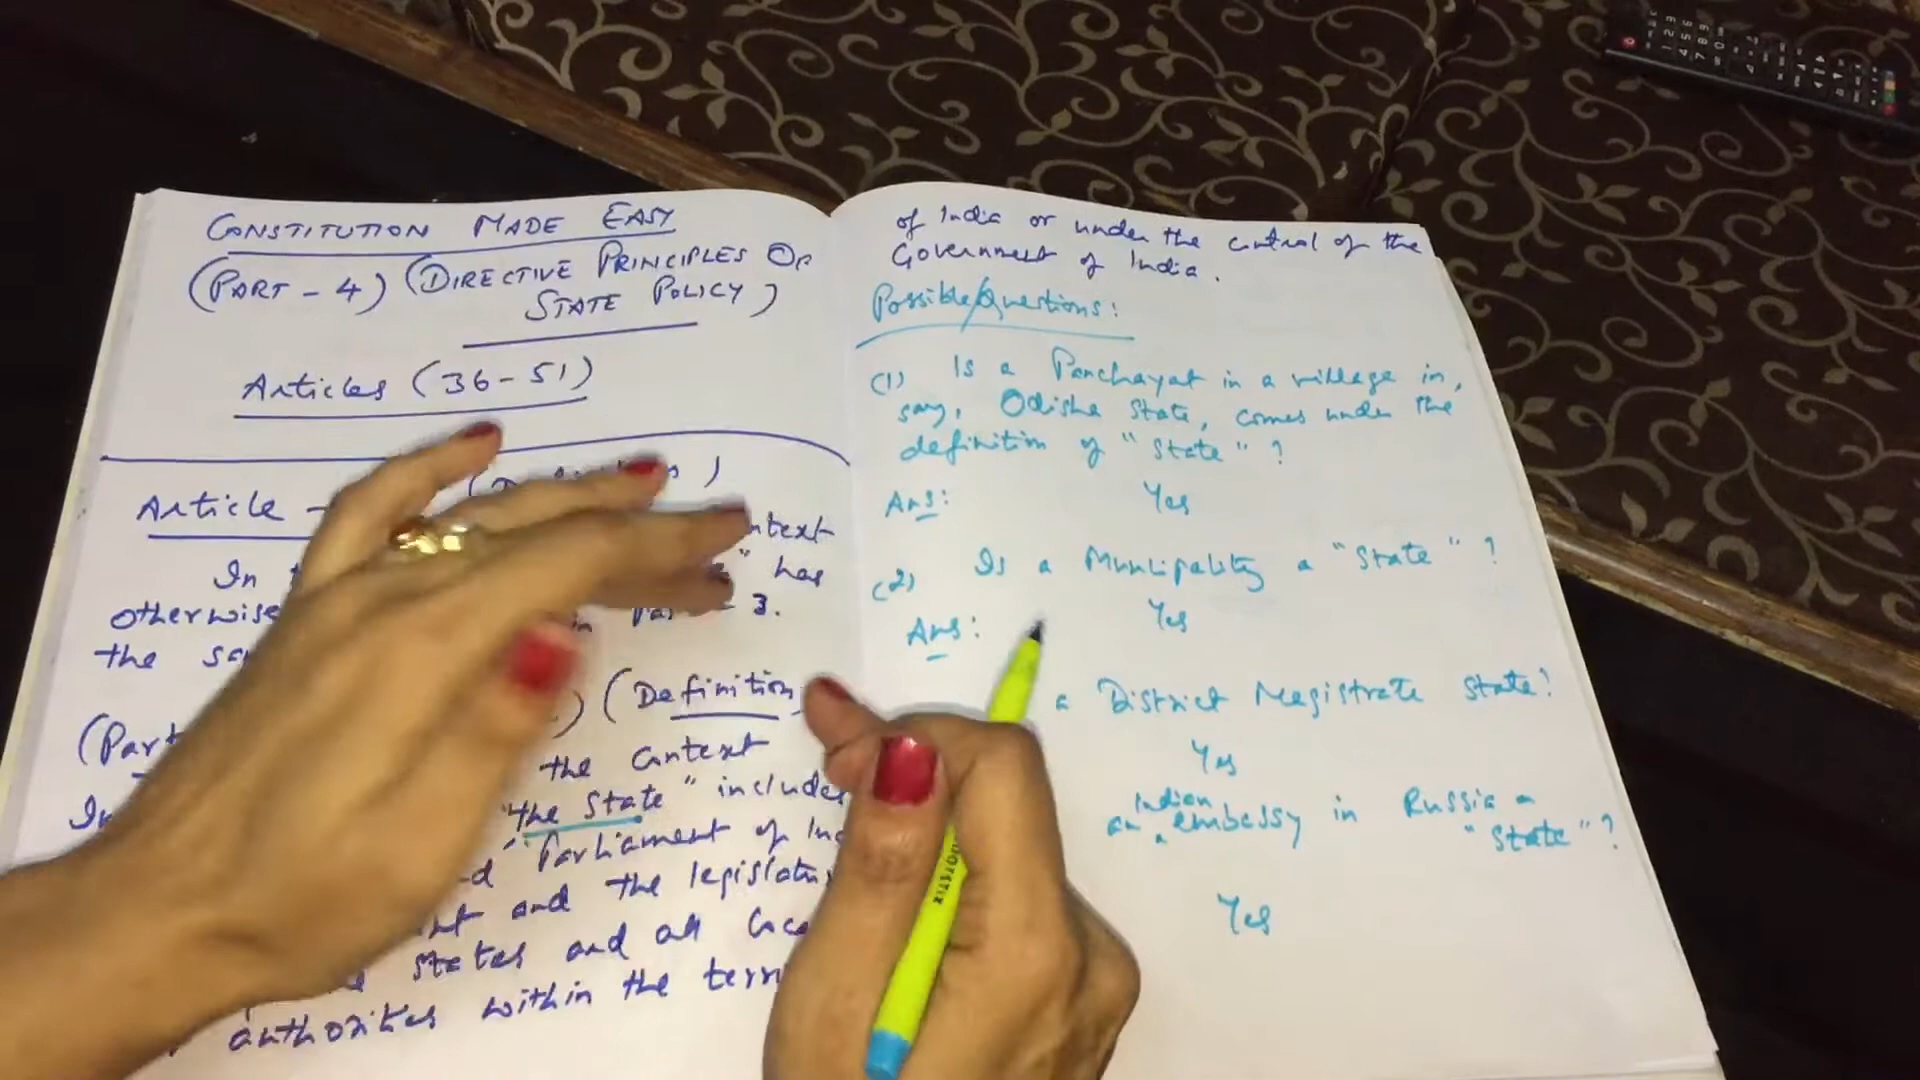 CONSTITUTION MADE EASY
(PART - 4) (DIRECTIVE PRINCIPLES OF
STATE POLICY)
Articles (36-51)
Article -
ntext
In " has
otherwise in Part - 3.
the
(Part (Definition)
In the context
"the State" includes
Parliament of
and the legislatu
States and all
authorities within the
of India or under the control of the
Government of India.
Possible/Questions:
(1) Is a Panchayat in a village in,
say, Odisha State, comes under the
definition of "State"?
Ans: Yes
(2) Is a Municipality a "State"?
Ans: Yes
a District Magistrate State?
Yes
Indian
an embassy in Russia a
"State"?
Yes